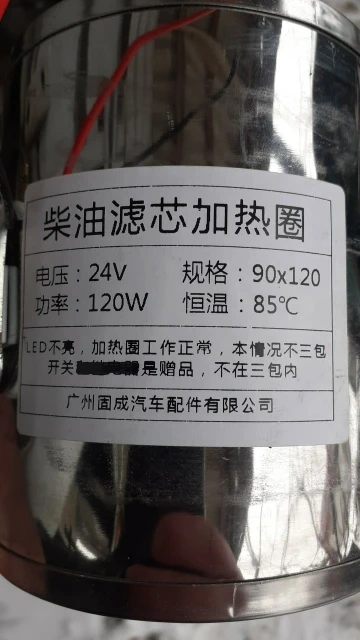 柴油滤芯加热圈
电压：24V 规格：90x120
功率：120W 恒温：85℃
LED不亮，加热圈工作正常，本情况不三包
开关是赠品，不在三包内
广州固成汽车配件有限公司